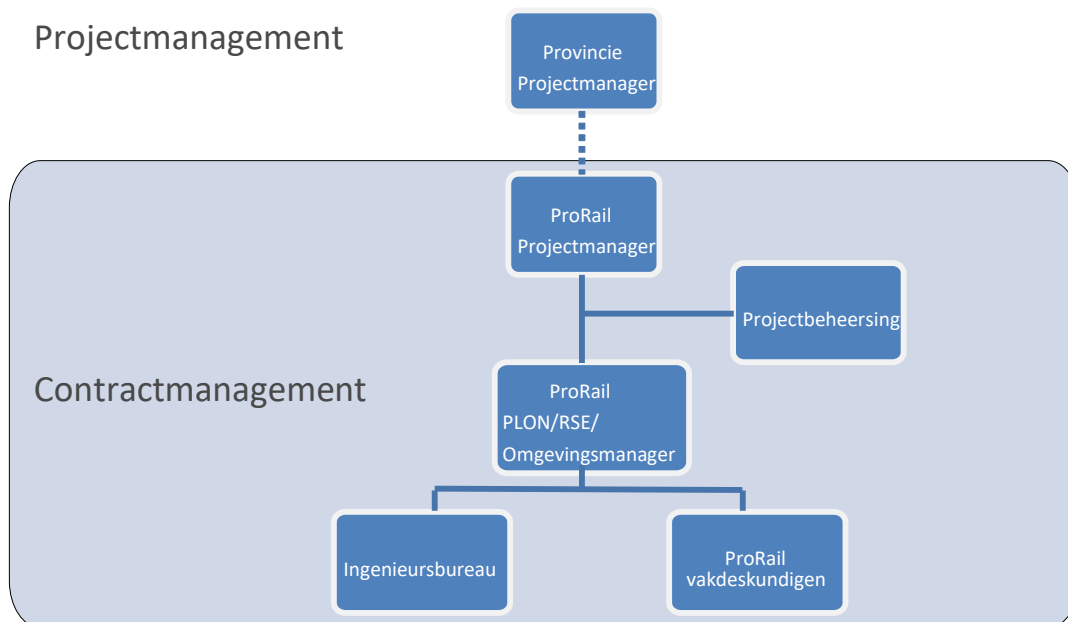 Projectmanagement
Provincie
Projectmanager
ProRail
Projectmanager
Projectbeheersing
Contractmanagement
ProRail
PLON/RSE/
Omgevingsmanager
Ingenieursbureau
ProRail
vakdeskundigen